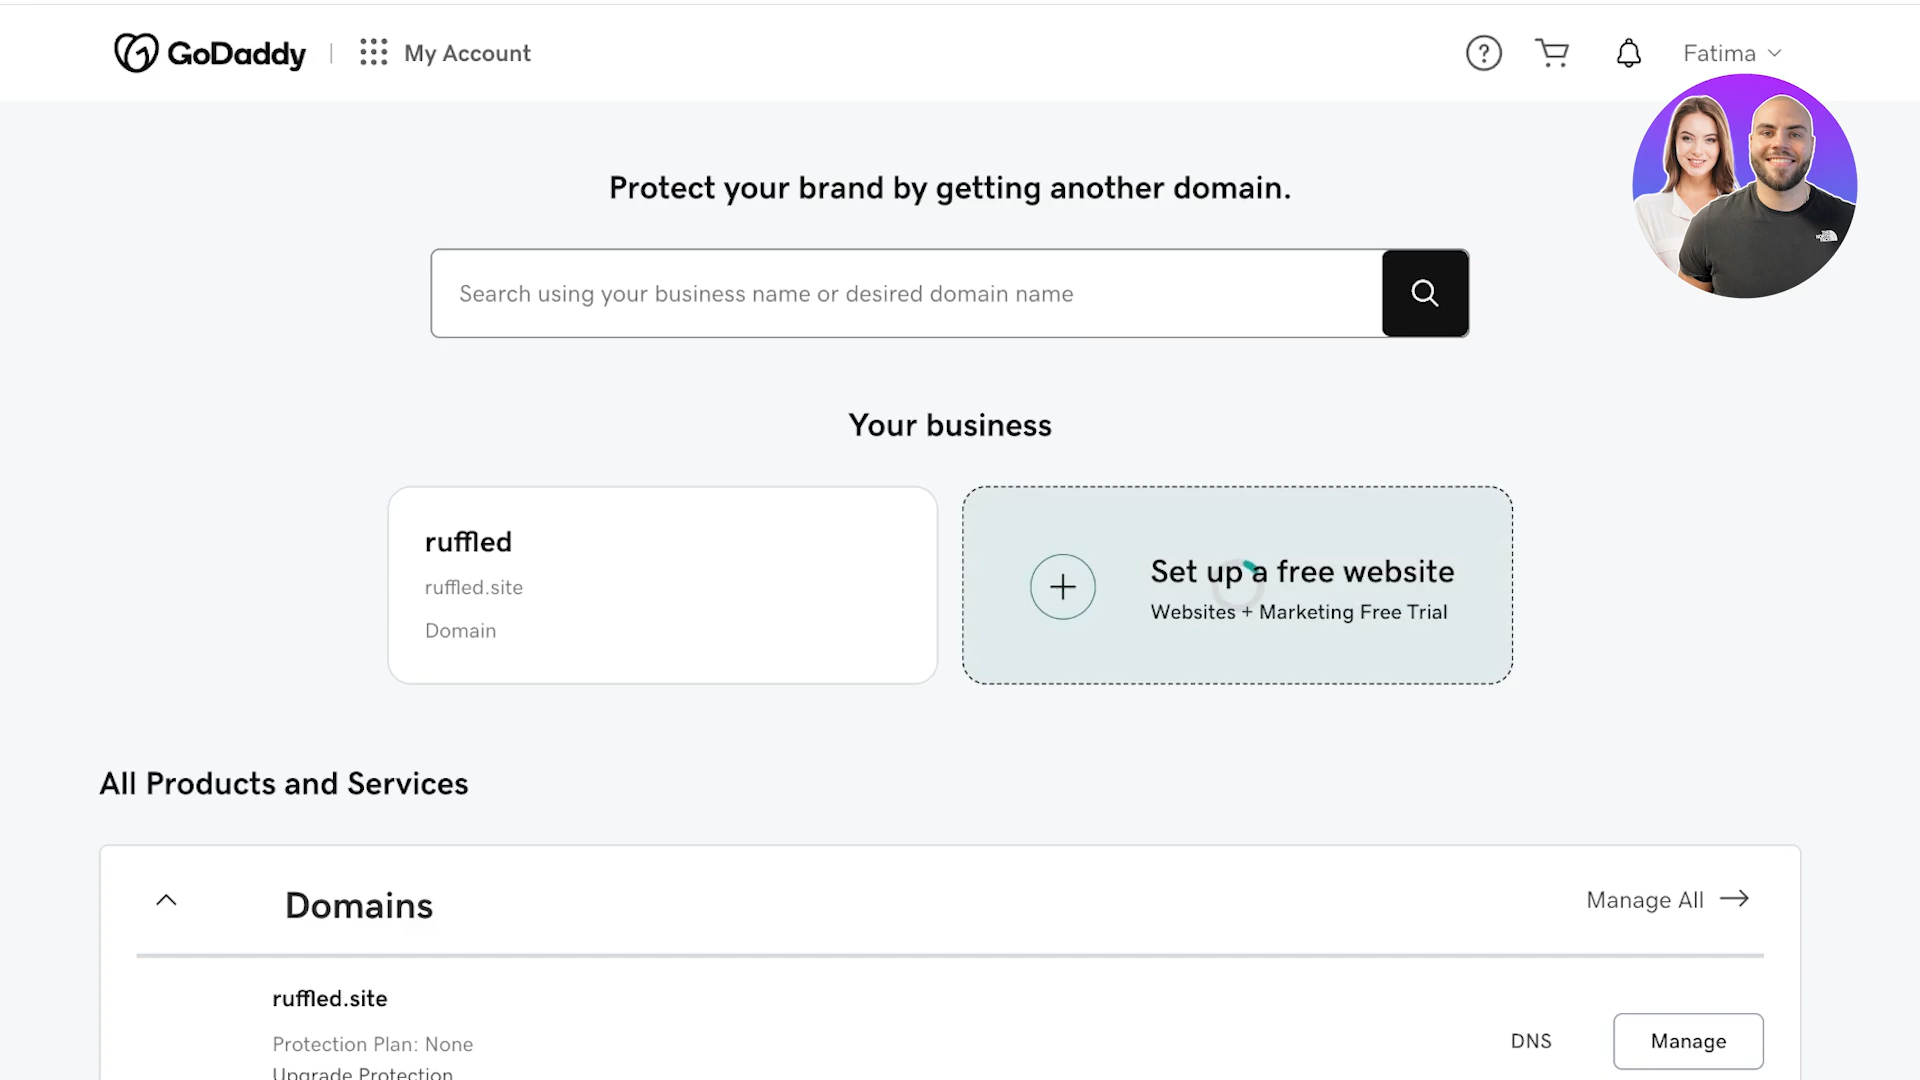 GoDaddy
My Account
Fatima
Protect your brand by getting another domain.
Search using your business name or desired domain name
Your business
ruffled
ruffled.site
Domain
Set up a free website
Websites + Marketing Free Trial
All Products and Services
Domains
Manage All
ruffled.site
Protection Plan: None
DNS
Manage
Upgrade Protection